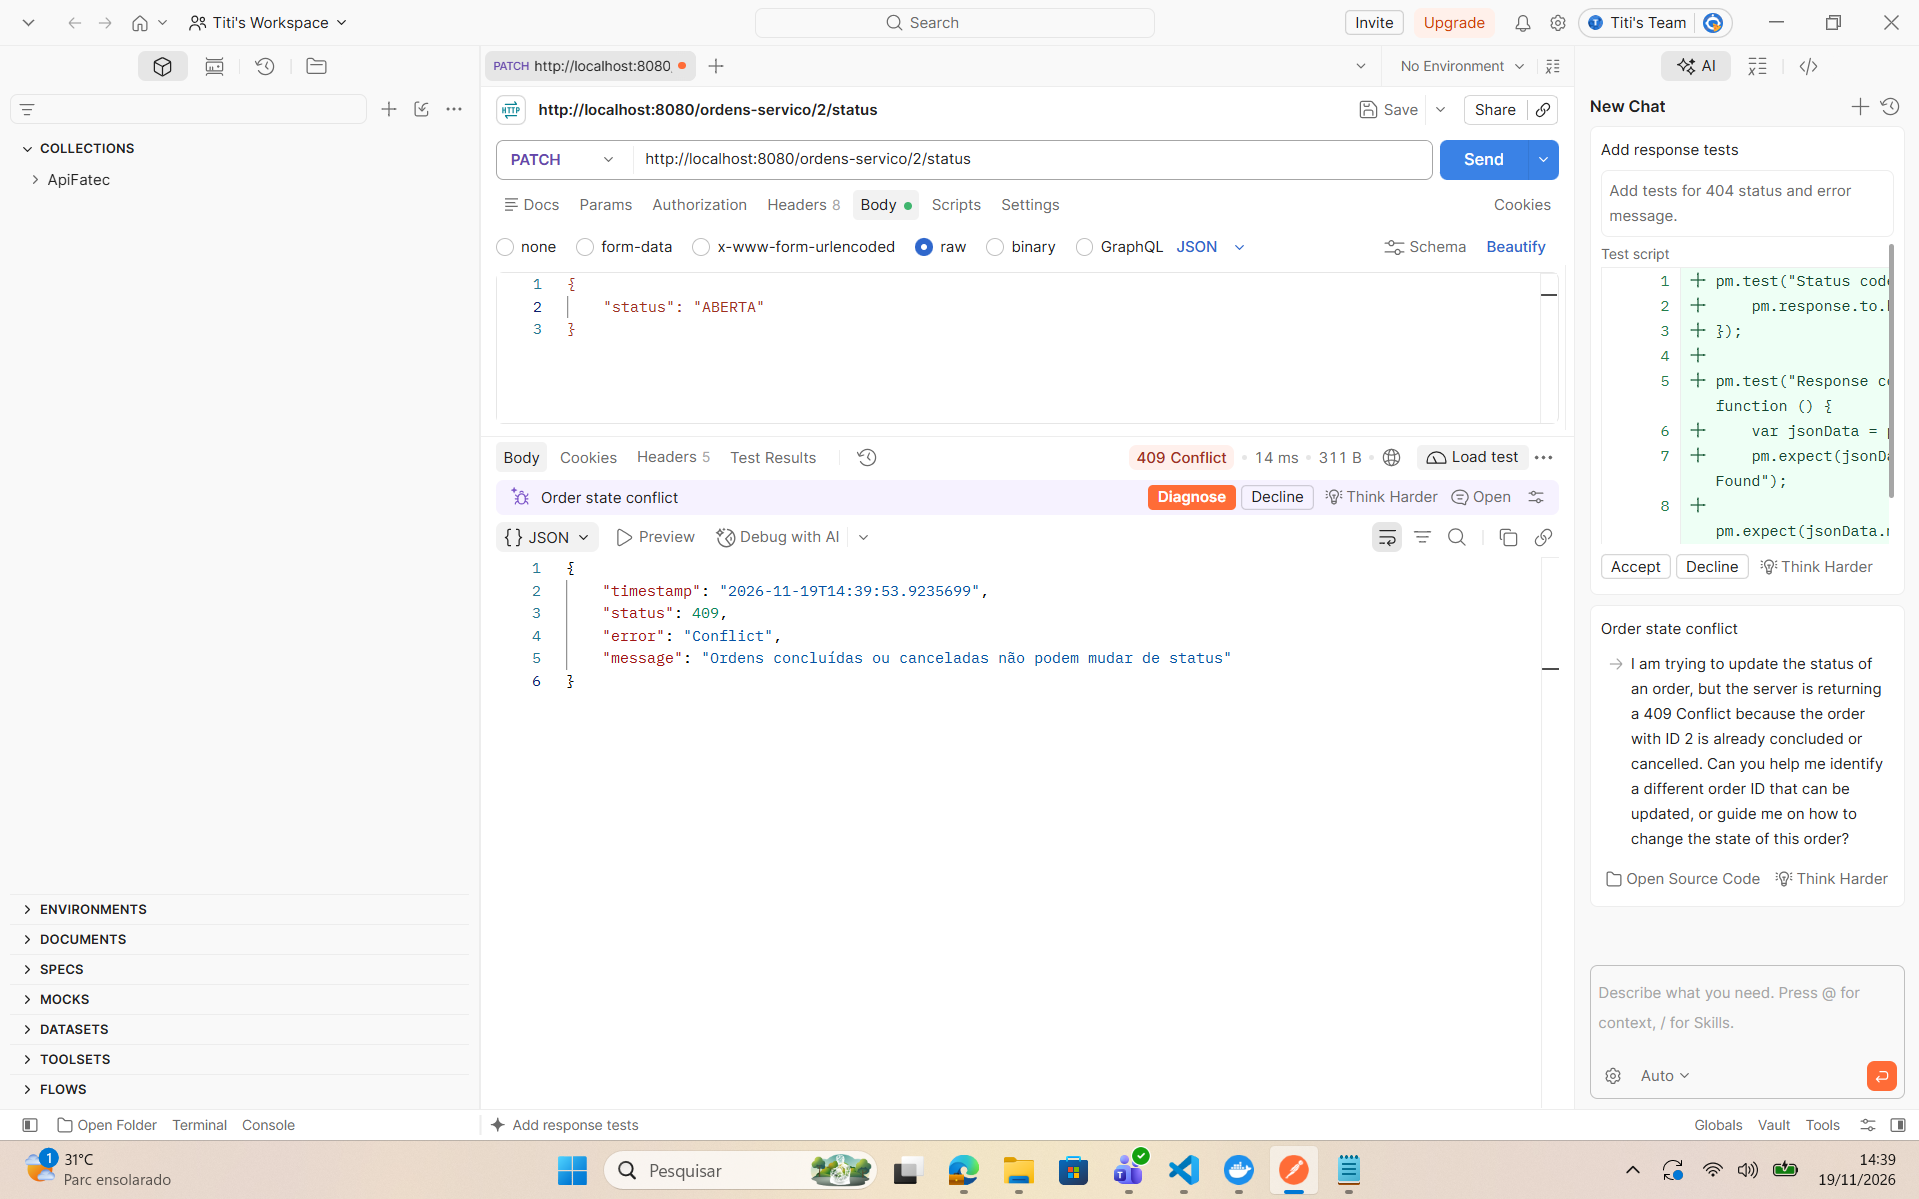 Titi's Workspace
Search
Invite
Upgrade
Titi's Team
PATCH http://localhost:8080
No Environment
AI
HTTP
http://localhost:8080/ordens-servico/2/status
Save
Share
New Chat
COLLECTIONS
ApiFatec
PATCH
http://localhost:8080/ordens-servico/2/status
Send
Docs
Params
Authorization
Headers 8
Body
Scripts
Settings
Cookies
none
form-data
x-www-form-urlencoded
raw
binary
GraphQL
JSON
Schema
Beautify
1 {
2 "status": "ABERTA"
3 }
Body
Cookies
Headers 5
Test Results
409 Conflict
14 ms
311 B
Load test
Order state conflict
Diagnose
Decline
Think Harder
Open
{} JSON
Preview
Debug with AI
1 {
2 "timestamp": "2026-11-19T14:39:53.9235699",
3 "status": 409,
4 "error": "Conflict",
5 "message": "Ordens concluídas ou canceladas não podem mudar de status"
6 }
Add response tests
Add tests for 404 status and error
message.
Test script
1 + pm.test("Status code
2 + pm.response.to.
3 + });
4 +
5 + pm.test("Response
function () {
6 + var jsonData =
7 + pm.expect(
Found");
8 +
pm.expect(jsonData.
Accept
Decline
Think Harder
Order state conflict
I am trying to update the status of
an order, but the server is returning
a 409 Conflict because the order
with ID 2 is already concluded or
cancelled. Can you help me identify
a different order ID that can be
updated, or guide me on how to
change the state of this order?
Open Source Code
Think Harder
Describe what you need. Press @ for
context, / for Skills.
Auto
ENVIRONMENTS
DOCUMENTS
SPECS
MOCKS
DATASETS
TOOLSETS
FLOWS
Open Folder
Terminal
Console
Add response tests
Globals
Vault
Tools
1
31°C
Parc ensolarado
Pesquisar
14:39
19/11/2026